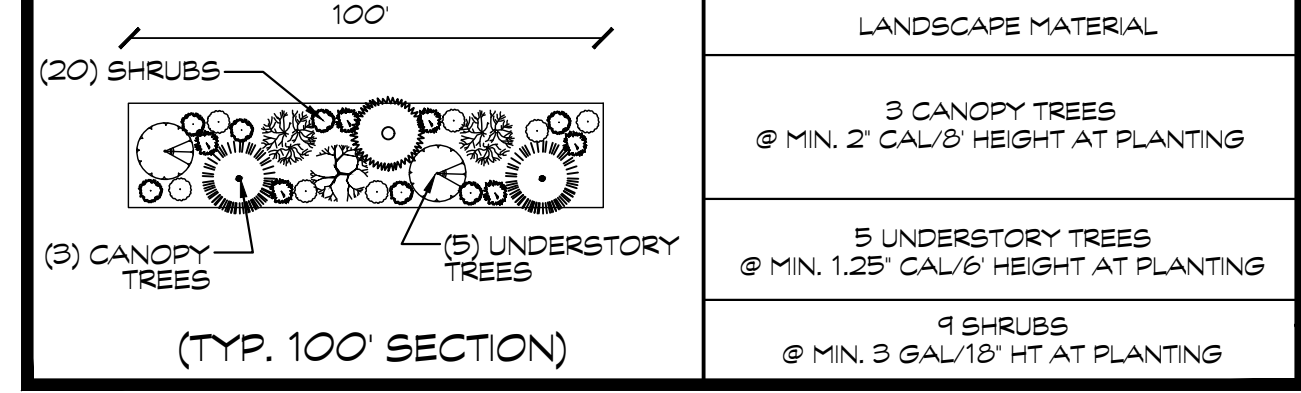 100'
(20) SHRUBS
(3) CANOPY
TREES
(5) UNDERSTORY
TREES
(TYP. 100' SECTION)
LANDSCAPE MATERIAL
3 CANOPY TREES
@ MIN. 2" CAL/8' HEIGHT AT PLANTING
5 UNDERSTORY TREES
@ MIN. 1.25" CAL/6' HEIGHT AT PLANTING
9 SHRUBS
@ MIN. 3 GAL/18" HT AT PLANTING